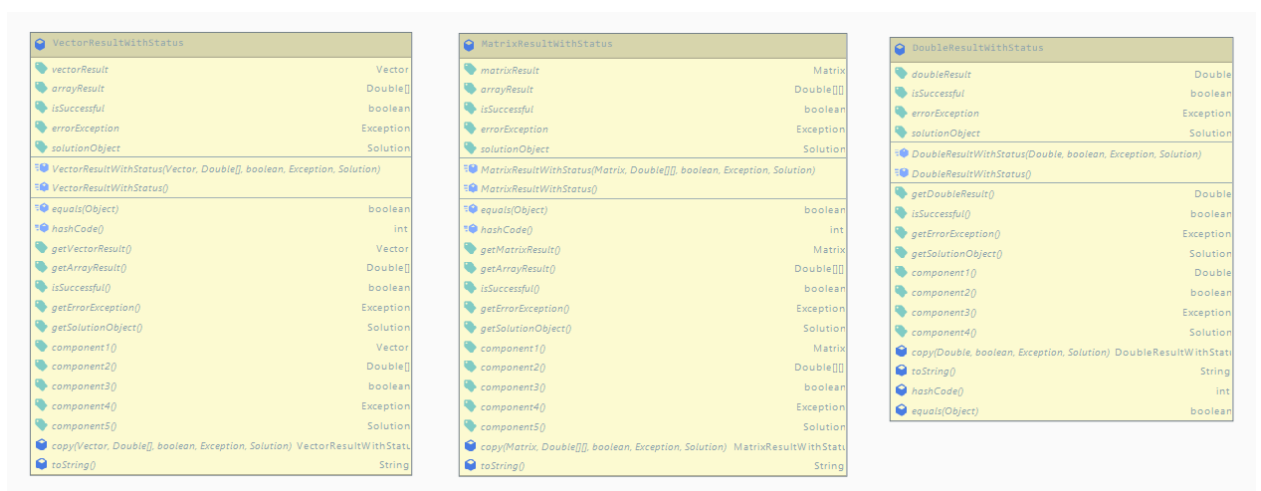 VectorResultWithStatus
vectorResult Vector
arrayResult Double[]
isSuccessful boolean
errorException Exception
solutionObject Solution
VectorResultWithStatus(Vector, Double[], boolean, Exception, Solution)
VectorResultWithStatus()
equals(Object) boolean
hashCode() int
getVectorResult() Vector
getArrayResult() Double[]
isSuccessful() boolean
getErrorException() Exception
getSolutionObject() Solution
component1() Vector
component2() Double[]
component3() boolean
component4() Exception
component5() Solution
copy(Vector, Double[], boolean, Exception, Solution) VectorResultWithStatu
toString() String
MatrixResultWithStatus
matrixResult Matrix
arrayResult Double[][]
isSuccessful boolean
errorException Exception
solutionObject Solution
MatrixResultWithStatus(Matrix, Double[][], boolean, Exception, Solution)
MatrixResultWithStatus()
equals(Object) boolean
hashCode() int
getMatrixResult() Matrix
getArrayResult() Double[][]
isSuccessful() boolean
getErrorException() Exception
getSolutionObject() Solution
component1() Matrix
component2() Double[][]
component3() boolean
component4() Exception
component5() Solution
copy(Matrix, Double[][], boolean, Exception, Solution) MatrixResultWithStatu
toString() String
DoubleResultWithStatus
doubleResult Double
isSuccessful boolean
errorException Exception
solutionObject Solution
DoubleResultWithStatus(Double, boolean, Exception, Solution)
DoubleResultWithStatus()
getDoubleResult() Double
isSuccessful() boolean
getErrorException() Exception
getSolutionObject() Solution
component1() Double
component2() boolean
component3() Exception
component4() Solution
copy(Double, boolean, Exception, Solution) DoubleResultWithStatu
toString() String
hashCode() int
equals(Object) boolean